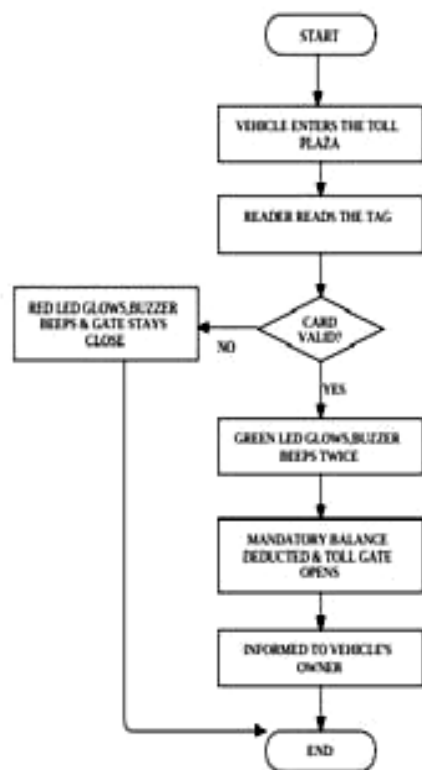 START
VEHICLE ENTERS THE TOLL
PLAZA
READER READS THE TAG
RED LED GLOWS,BUZZER
BEEPS & GATE STAYS
CLOSE
CARD
VALID?
NO
YES
GREEN LED GLOWS,BUZZER
BEEPS TWICE
MANDATORY BALANCE
DEDUCTED & TOLL GATE
OPENS
INFORMED TO VEHICLE'S
OWNER
END